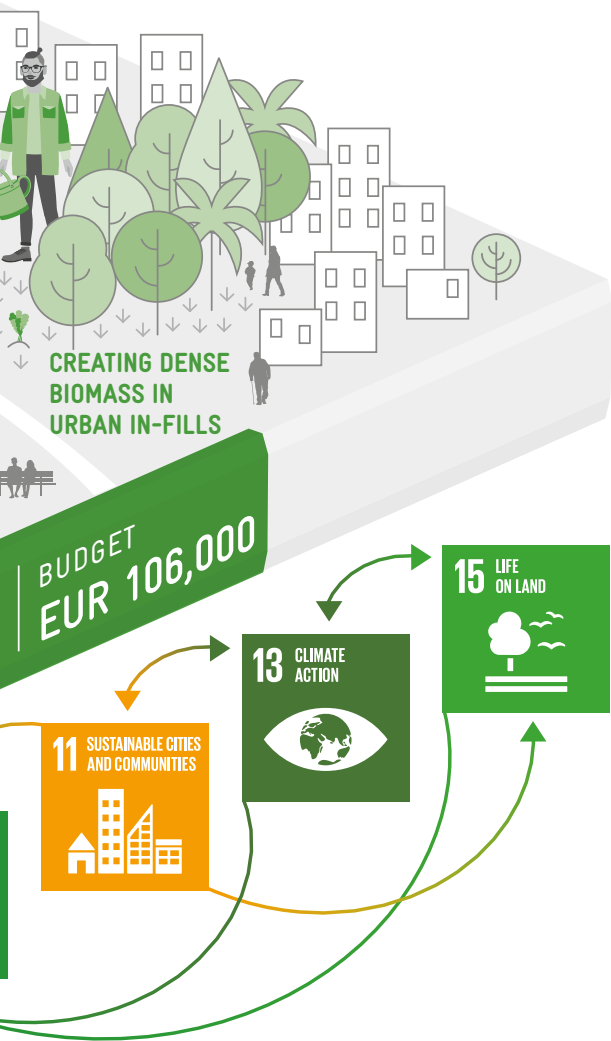 CREATING DENSE
BIOMASS IN
URBAN IN-FILLS
BUDGET
EUR 106,000
15 LIFE
ON LAND
13 CLIMATE
ACTION
11 SUSTAINABLE CITIES
AND COMMUNITIES